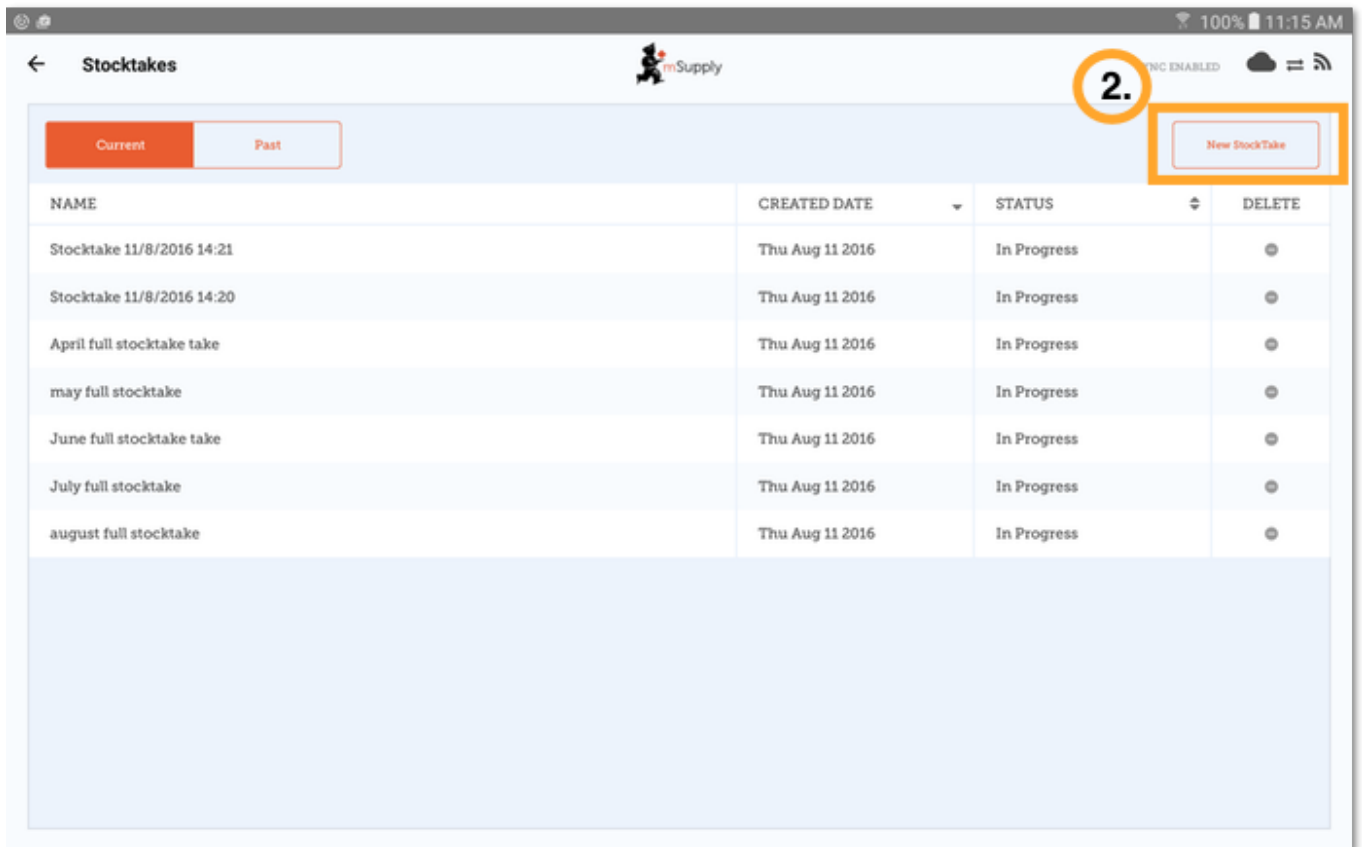 100% 11:15 AM
Stocktakes mSupply ENABLED
2.
Current Past New StockTake
NAME CREATED DATE STATUS DELETE
Stocktake 11/8/2016 14:21 Thu Aug 11 2016 In Progress
Stocktake 11/8/2016 14:20 Thu Aug 11 2016 In Progress
April full stocktake take Thu Aug 11 2016 In Progress
may full stocktake Thu Aug 11 2016 In Progress
June full stocktake take Thu Aug 11 2016 In Progress
July full stocktake Thu Aug 11 2016 In Progress
august full stocktake Thu Aug 11 2016 In Progress